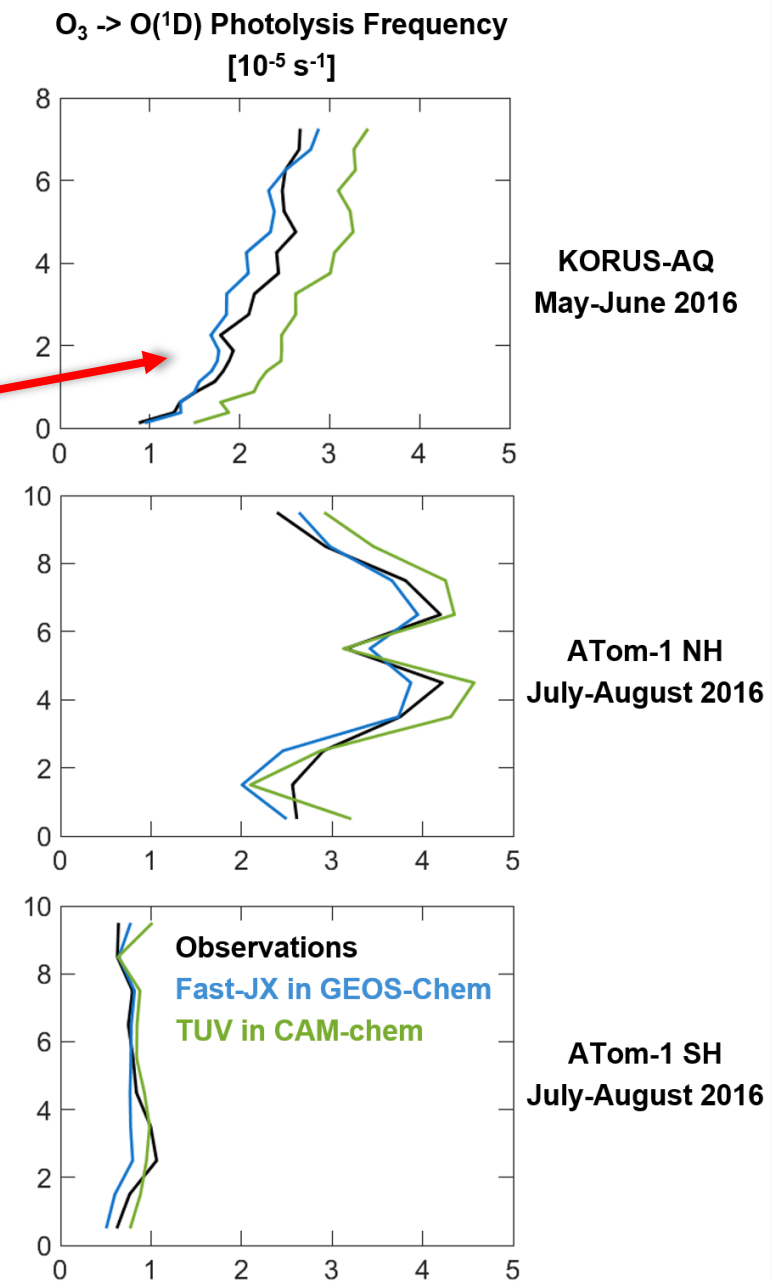 O₃ -> O(¹D) Photolysis Frequency
[10⁻⁵ s⁻¹]
8
6
4
2
0
0 1 2 3 4 5
KORUS-AQ
May-June 2016
10
8
6
4
2
0
0 1 2 3 4 5
ATom-1 NH
July-August 2016
10
8
6
4
2
0
0 1 2 3 4 5
Observations
Fast-JX in GEOS-Chem
TUV in CAM-chem
ATom-1 SH
July-August 2016